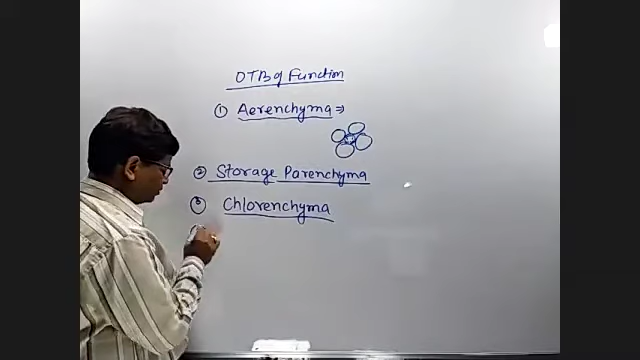 OTB of Function
① Aerenchyma ⇒
② Storage Parenchyma
③ Chlorenchyma